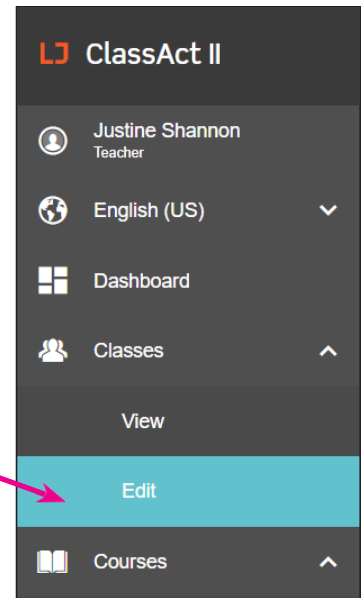 LJ ClassAct II
Justine Shannon
Teacher
English (US)
Dashboard
Classes
View
Edit
Courses